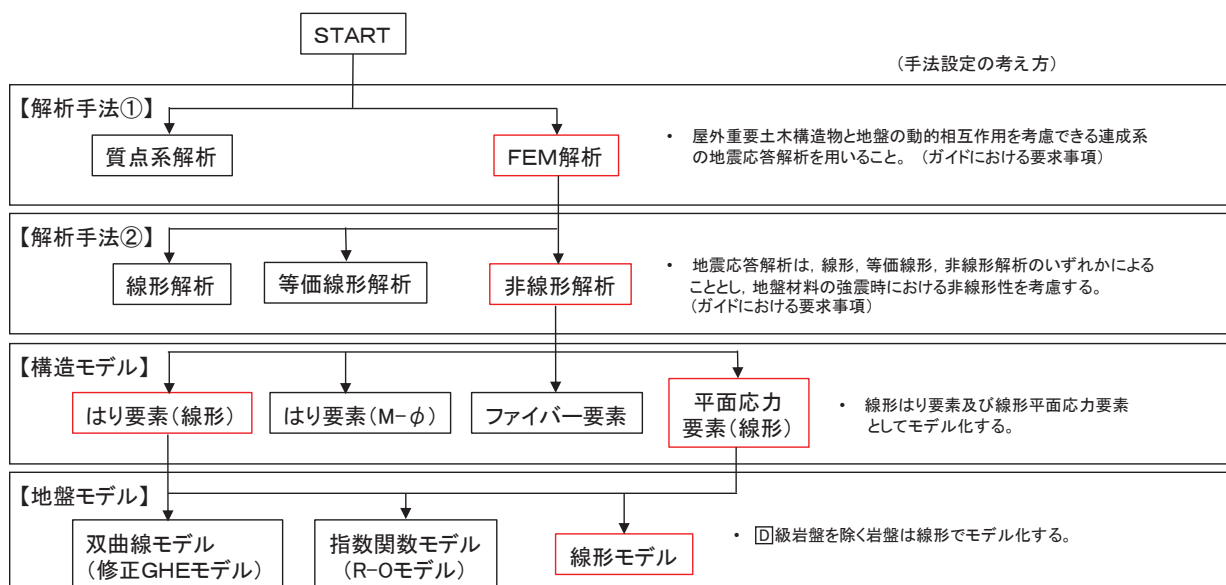 START
(手法設定の考え方)
【解析手法①】
質点系解析
FEM解析
・ 屋外重要土木構造物と地盤の動的相互作用を考慮できる連成系
の地震応答解析を用いること。 (ガイドにおける要求事項)
【解析手法②】
線形解析
等価線形解析
非線形解析
・ 地震応答解析は, 線形, 等価線形, 非線形解析のいずれかによる
こととし, 地盤材料の強震時における非線形性を考慮する。
(ガイドにおける要求事項)
【構造モデル】
はり要素(線形)
はり要素(M-φ)
ファイバー要素
平面応力
要素(線形)
・ 線形はり要素及び線形平面応力要素
としてモデル化する。
【地盤モデル】
双曲線モデル
(修正GHEモデル)
指数関数モデル
(R-Oモデル)
線形モデル
・ D級岩盤を除く岩盤は線形でモデル化する。